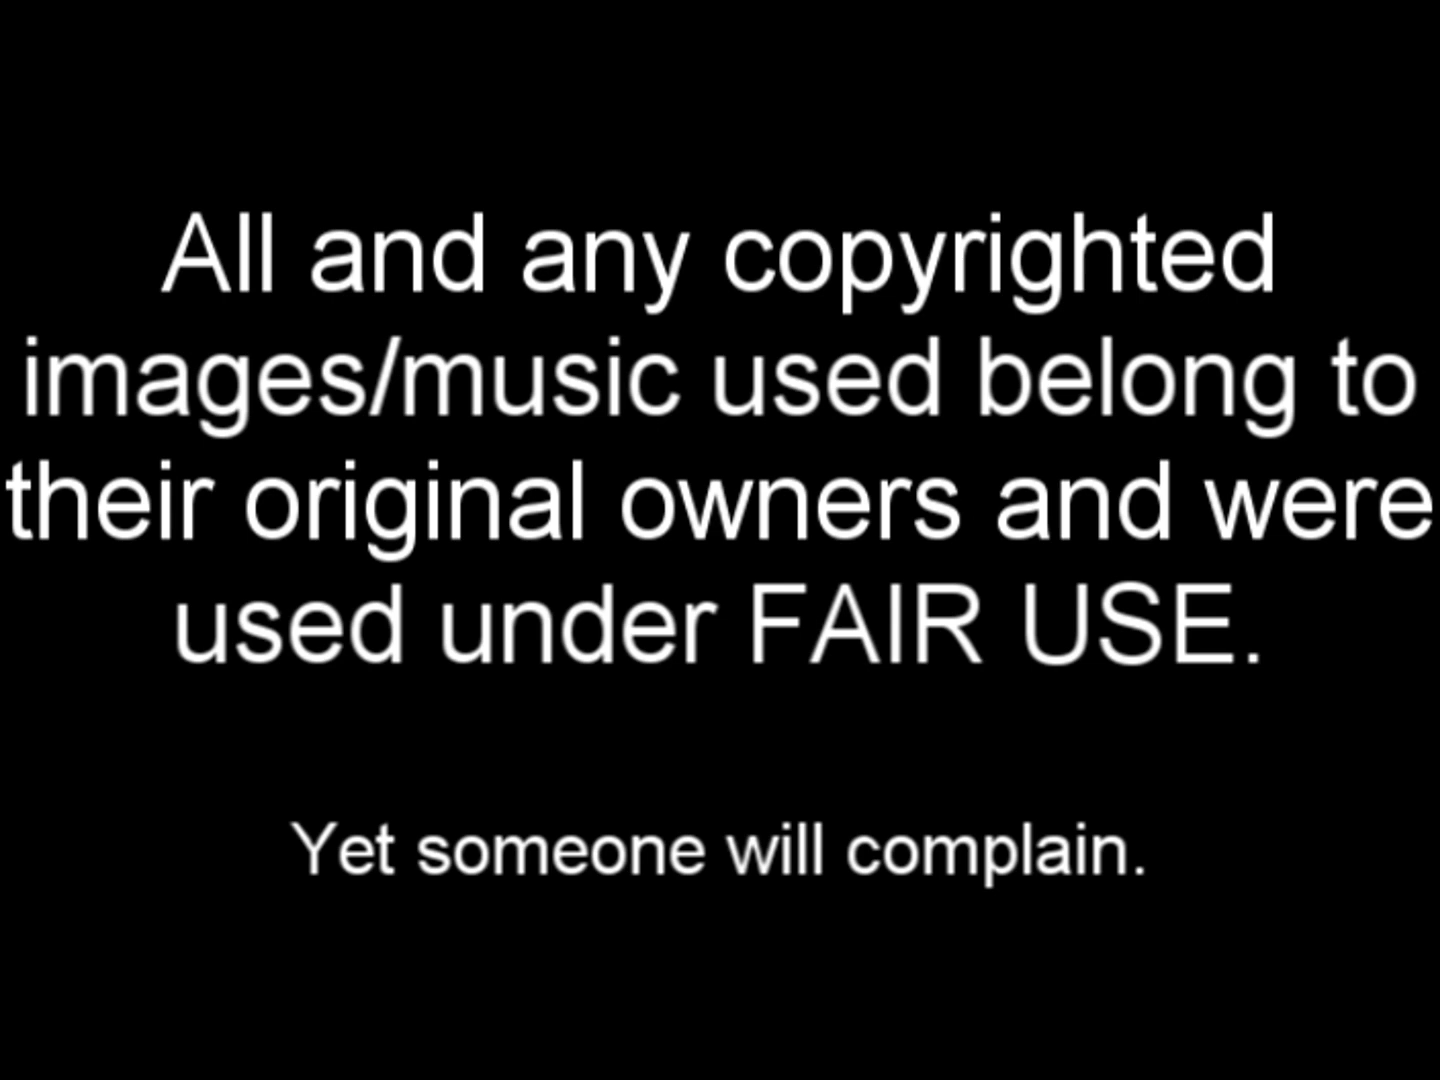 All and any copyrighted
images/music used belong to
their original owners and were
used under FAIR USE.
Yet someone will complain.